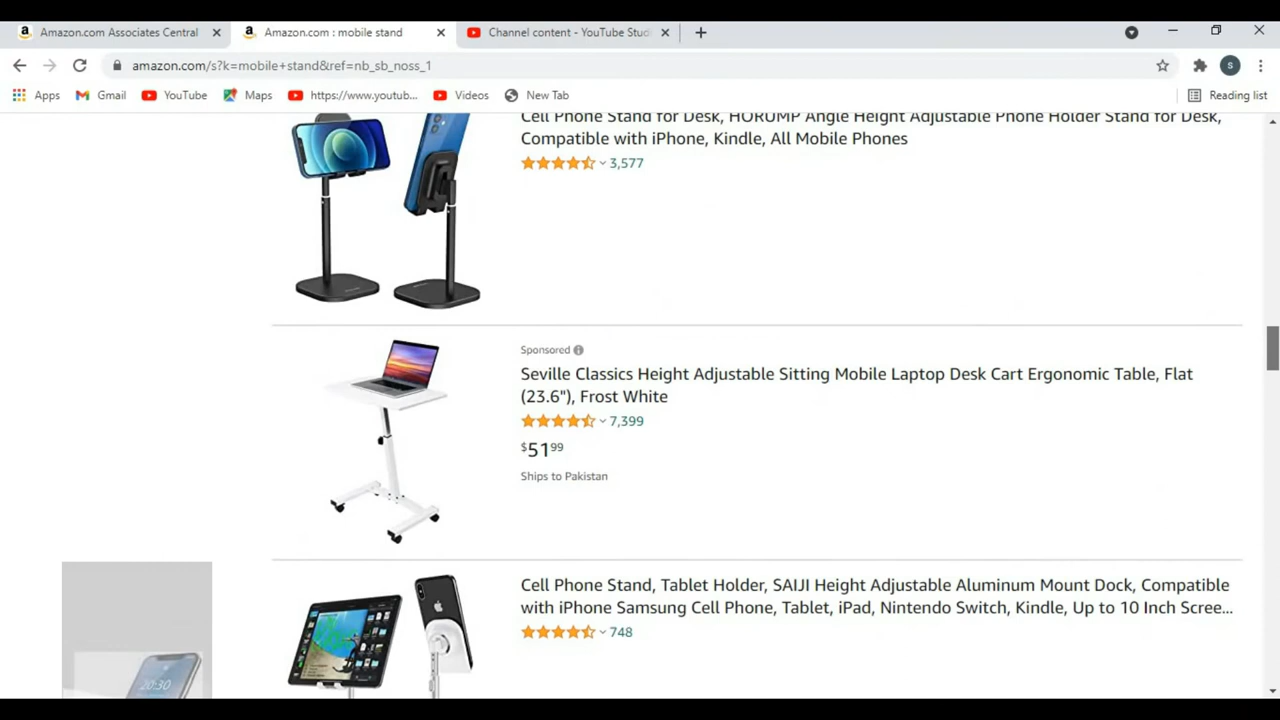 Amazon.com Associates Central
Amazon.com : mobile stand
Channel content - YouTube Stud
amazon.com/s?k=mobile+stand&ref=nb_sb_noss_1
S
Apps
Gmail
YouTube
Maps
https://www.youtub...
Videos
New Tab
Reading list
Cell Phone Stand for Desk, HORUMP Angle Height Adjustable Phone Holder Stand for Desk,
Compatible with iPhone, Kindle, All Mobile Phones
3,577
Sponsored
Seville Classics Height Adjustable Sitting Mobile Laptop Desk Cart Ergonomic Table, Flat
(23.6"), Frost White
7,399
$51 99
Ships to Pakistan
Cell Phone Stand, Tablet Holder, SAIJI Height Adjustable Aluminum Mount Dock, Compatible
with iPhone Samsung Cell Phone, Tablet, iPad, Nintendo Switch, Kindle, Up to 10 Inch Scree...
748
20:30